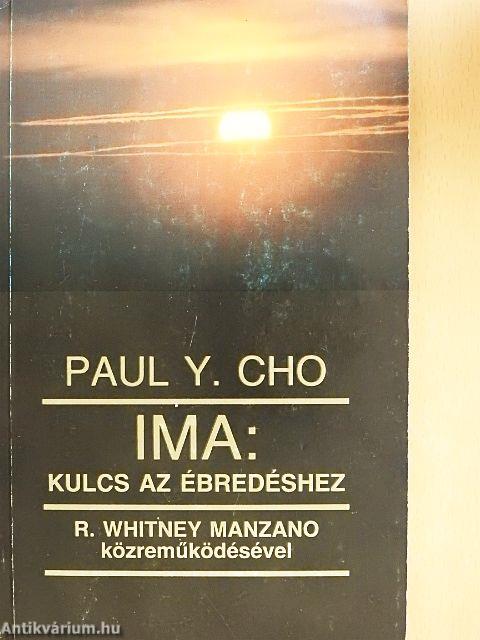 PAUL Y. CHO
IMA:
KULCS AZ ÉBREDÉSHEZ
R. WHITNEY MANZANO
közreműködésével
Antikvárium.hu